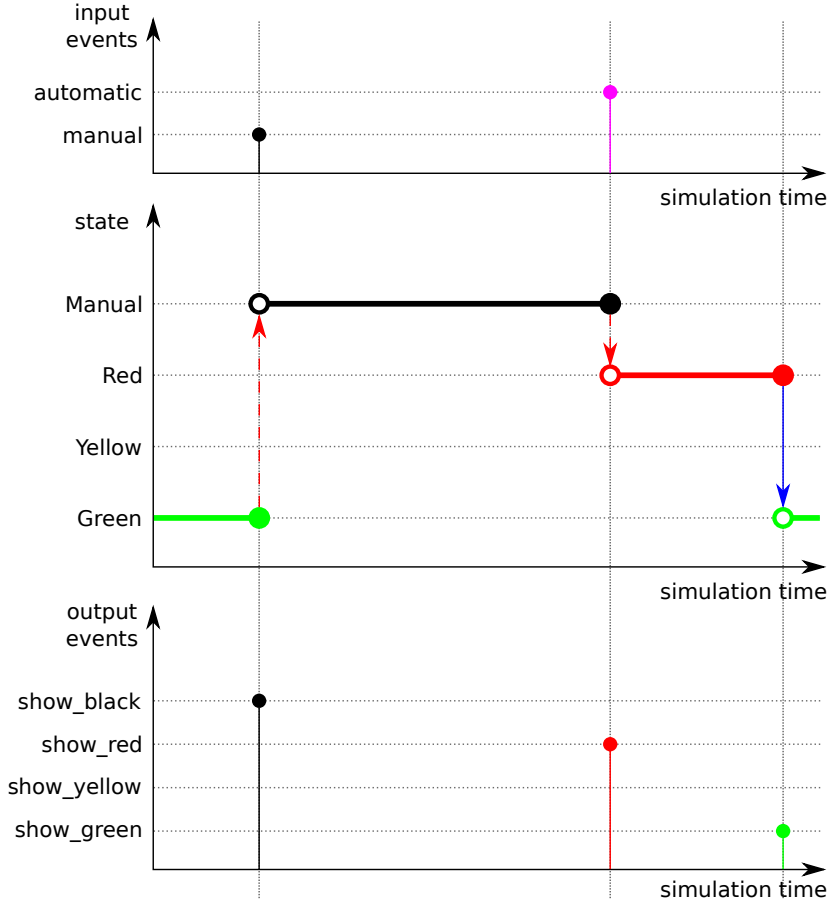 input
events
automatic
manual
simulation time
state
Manual
Red
Yellow
Green
simulation time
output
events
show_black
show_red
show_yellow
show_green
simulation time